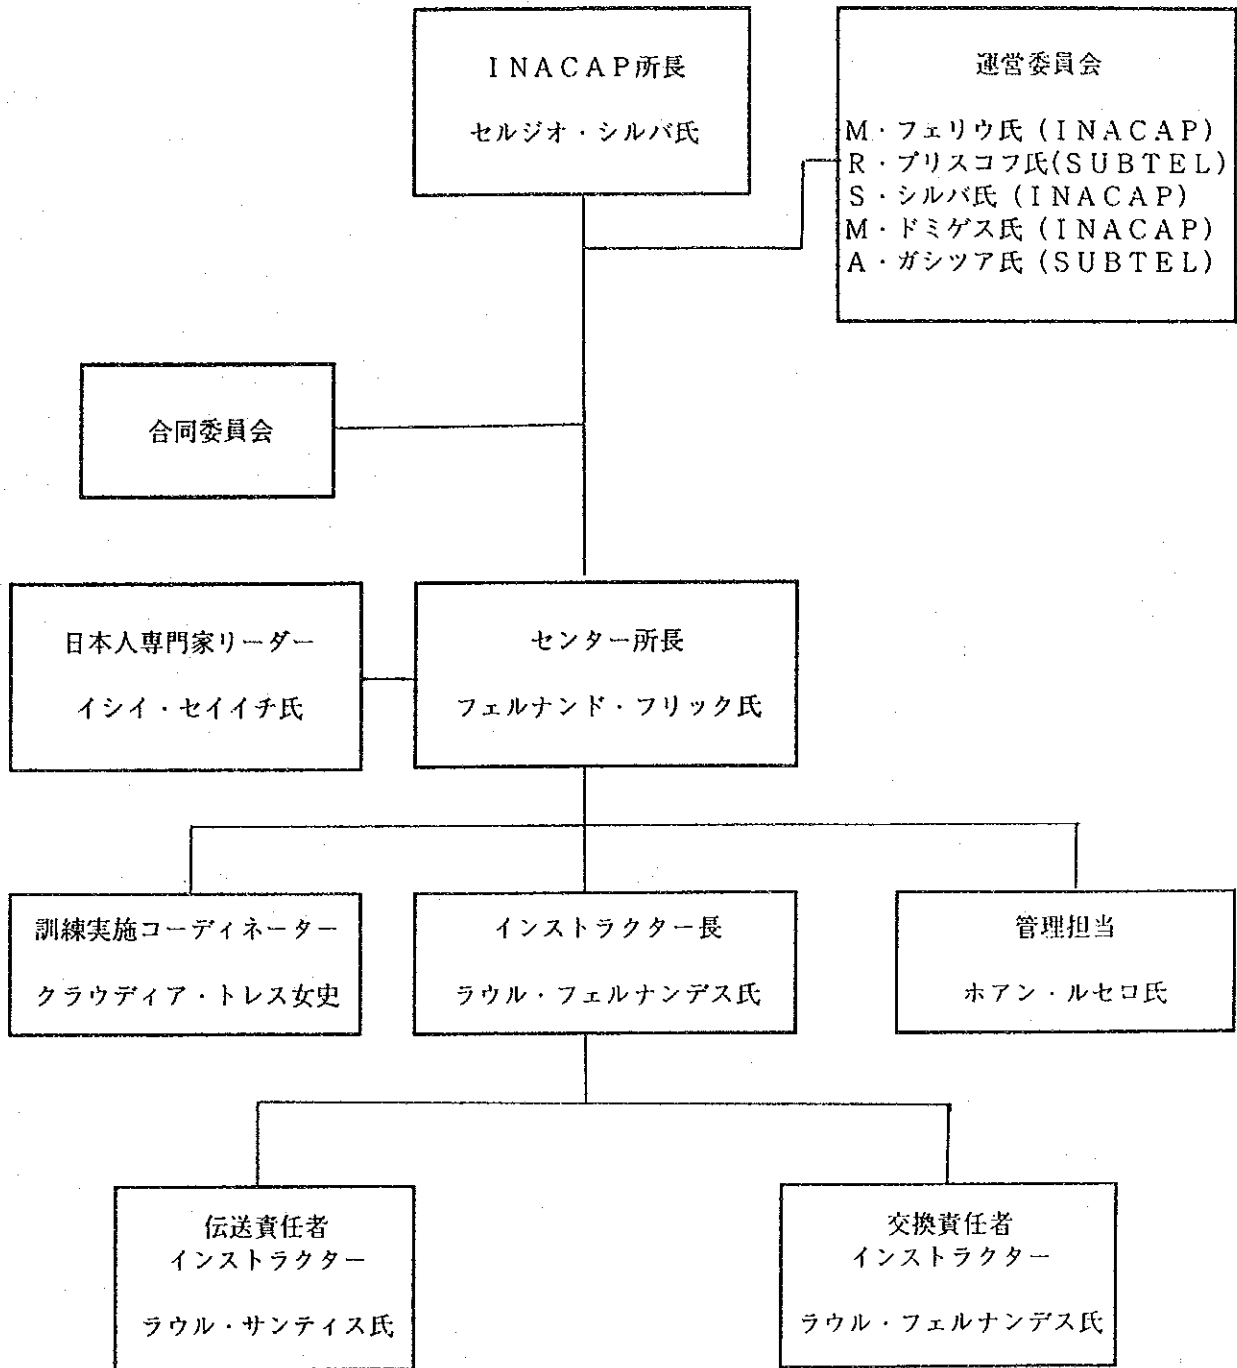 INACAP所長
セルジオ・シルバ氏
運営委員会
M・フェリウ氏 (INACAP)
R・プリスコフ氏(SUBTEL)
S・シルバ氏 (INACAP)
M・ドミゲス氏 (INACAP)
A・ガシツア氏 (SUBTEL)
合同委員会
日本人専門家リーダー
イシイ・セイイチ氏
センター所長
フェルナンド・フリック氏
訓練実施コーディネーター
クラウディア・トレス女史
インストラクター長
ラウル・フェルナンデス氏
管理担当
ホアン・ルセロ氏
伝送責任者
インストラクター
ラウル・サンティス氏
交換責任者
インストラクター
ラウル・フェルナンデス氏